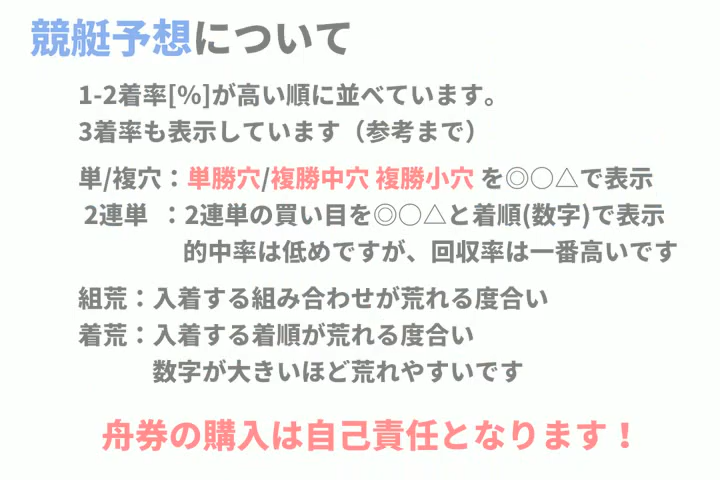 競艇予想について
1-2着率[%]が高い順に並べています。
3着率も表示しています（参考まで）
単/複穴：単勝穴/複勝中穴 複勝小穴 を◎〇△で表示
2連単 ：2連単の買い目を◎〇△と着順(数字)で表示
的中率は低めですが、回収率は一番高いです
組荒：入着する組み合わせが荒れる度合い
着荒：入着する着順が荒れる度合い
数字が大きいほど荒れやすいです
舟券の購入は自己責任となります！